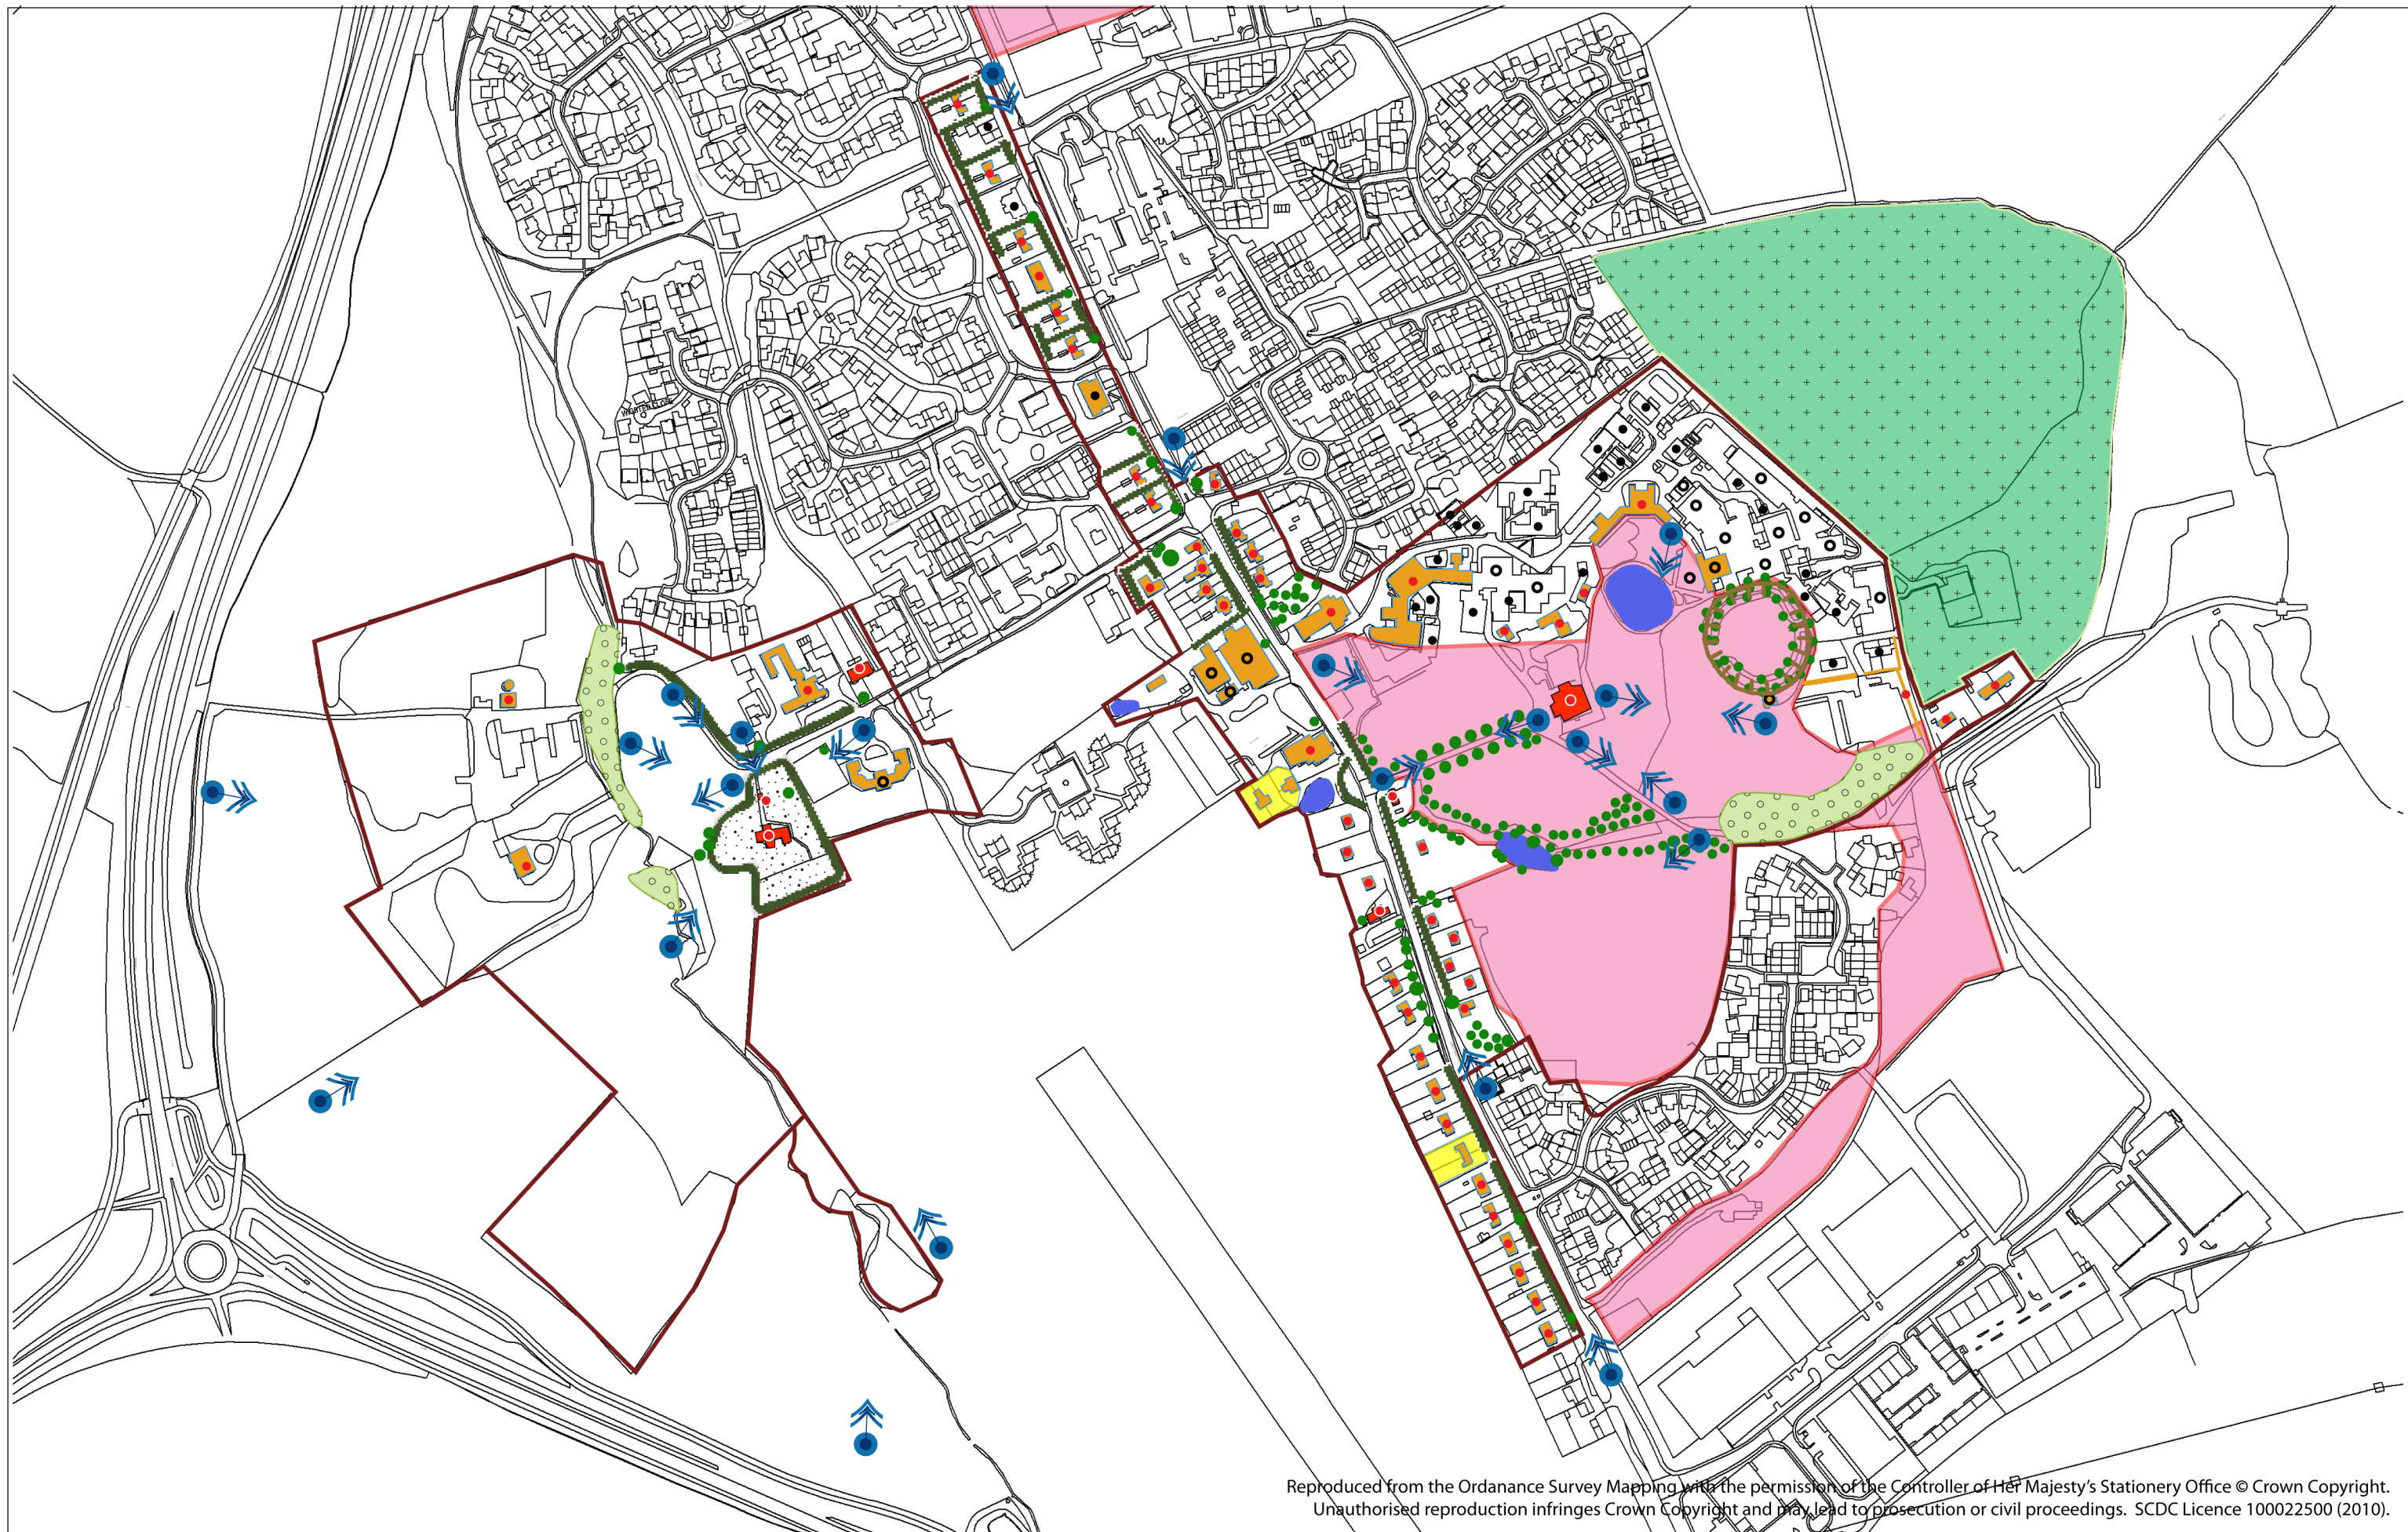 Reproduced from the Ordanance Survey Mapping with the permission of the Controller of Her Majesty's Stationery Office © Crown Copyright.
Unauthorised reproduction infringes Crown Copyright and may lead to prosecution or civil proceedings.  SCDC Licence 100022500 (2010).